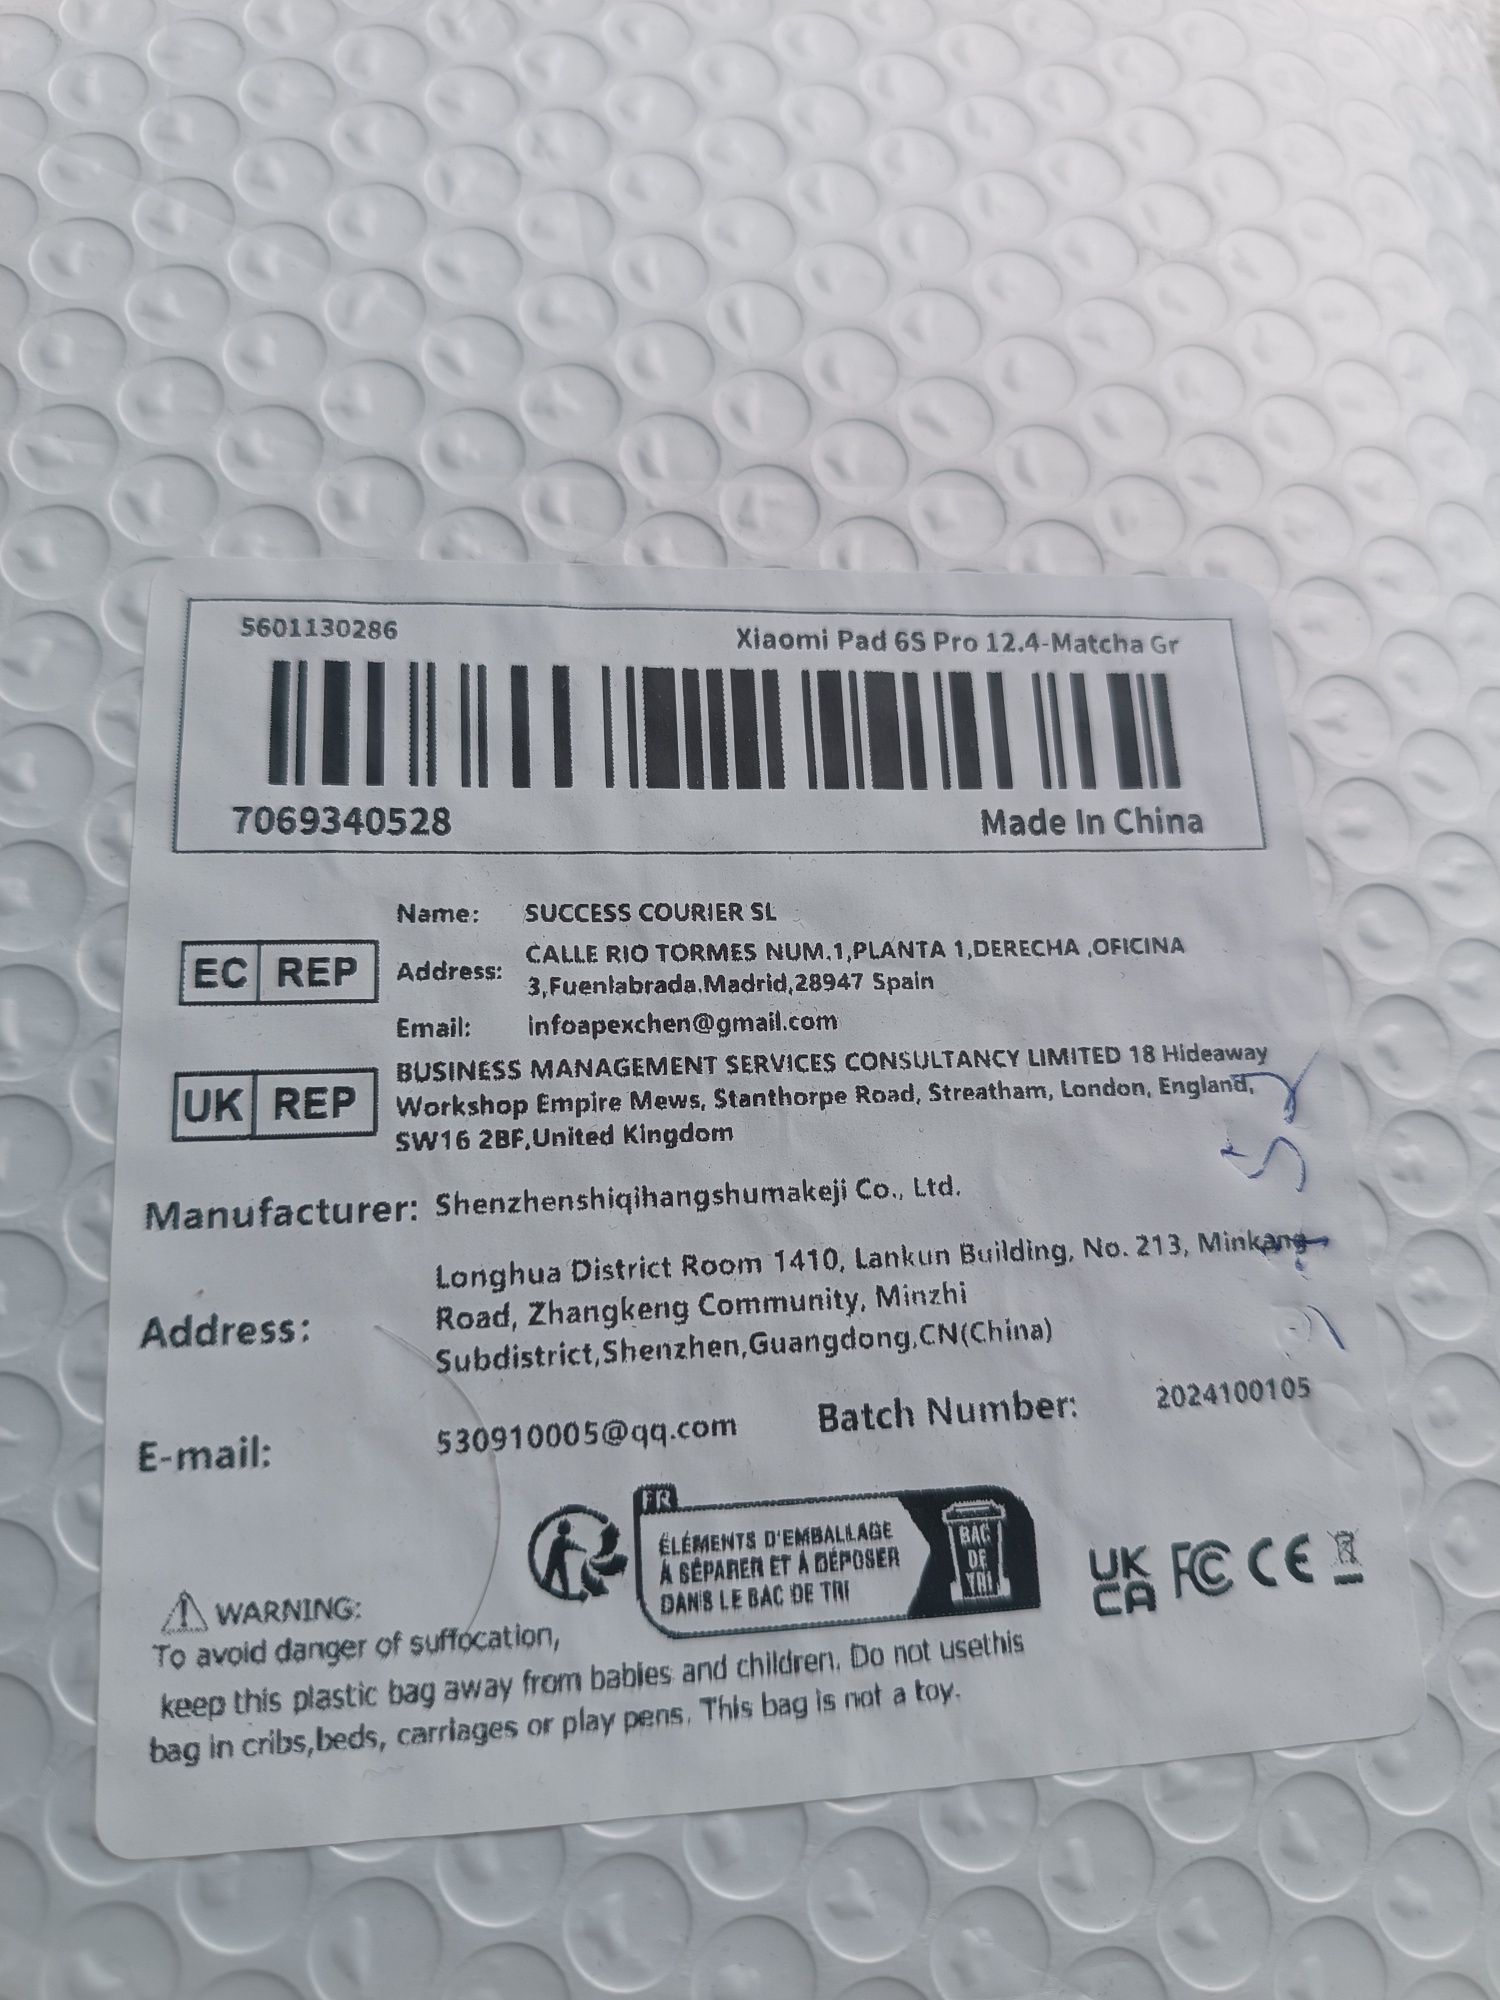 5601130286
Xiaomi Pad 6S Pro 12.4-Matcha Gr
7069340528
Made In China
EC REP
Name: SUCCESS COURIER SL
Address: CALLE RIO TORMES NUM.1,PLANTA 1,DERECHA ,OFICINA
3,Fuenlabrada,Madrid,28947 Spain
Email: infoapexchen@gmail.com
UK REP
BUSINESS MANAGEMENT SERVICES CONSULTANCY LIMITED 18 Hideaway
Workshop Empire Mews, Stanthorpe Road, Streatham, London, England,
SW16 2BF,United Kingdom
Manufacturer: Shenzhenshiqihangshumakeji Co., Ltd.
Address: Longhua District Room 1410, Lankun Building, No. 213, Minkang
Road, Zhangkeng Community, Minzhi
Subdistrict,Shenzhen,Guangdong,CN(China)
E-mail: 530910005@qq.com
Batch Number: 2024100105
FR
ÉLÉMENTS D'EMBALLAGE
À SÉPARER ET À DÉPOSER
DANS LE BAC DE TRI
BAC
DE
TRI
UK
CA
FC CE
WARNING:
To avoid danger of suffocation,
keep this plastic bag away from babies and children. Do not usethis
bag in cribs,beds, carriages or play pens. This bag is not a toy.